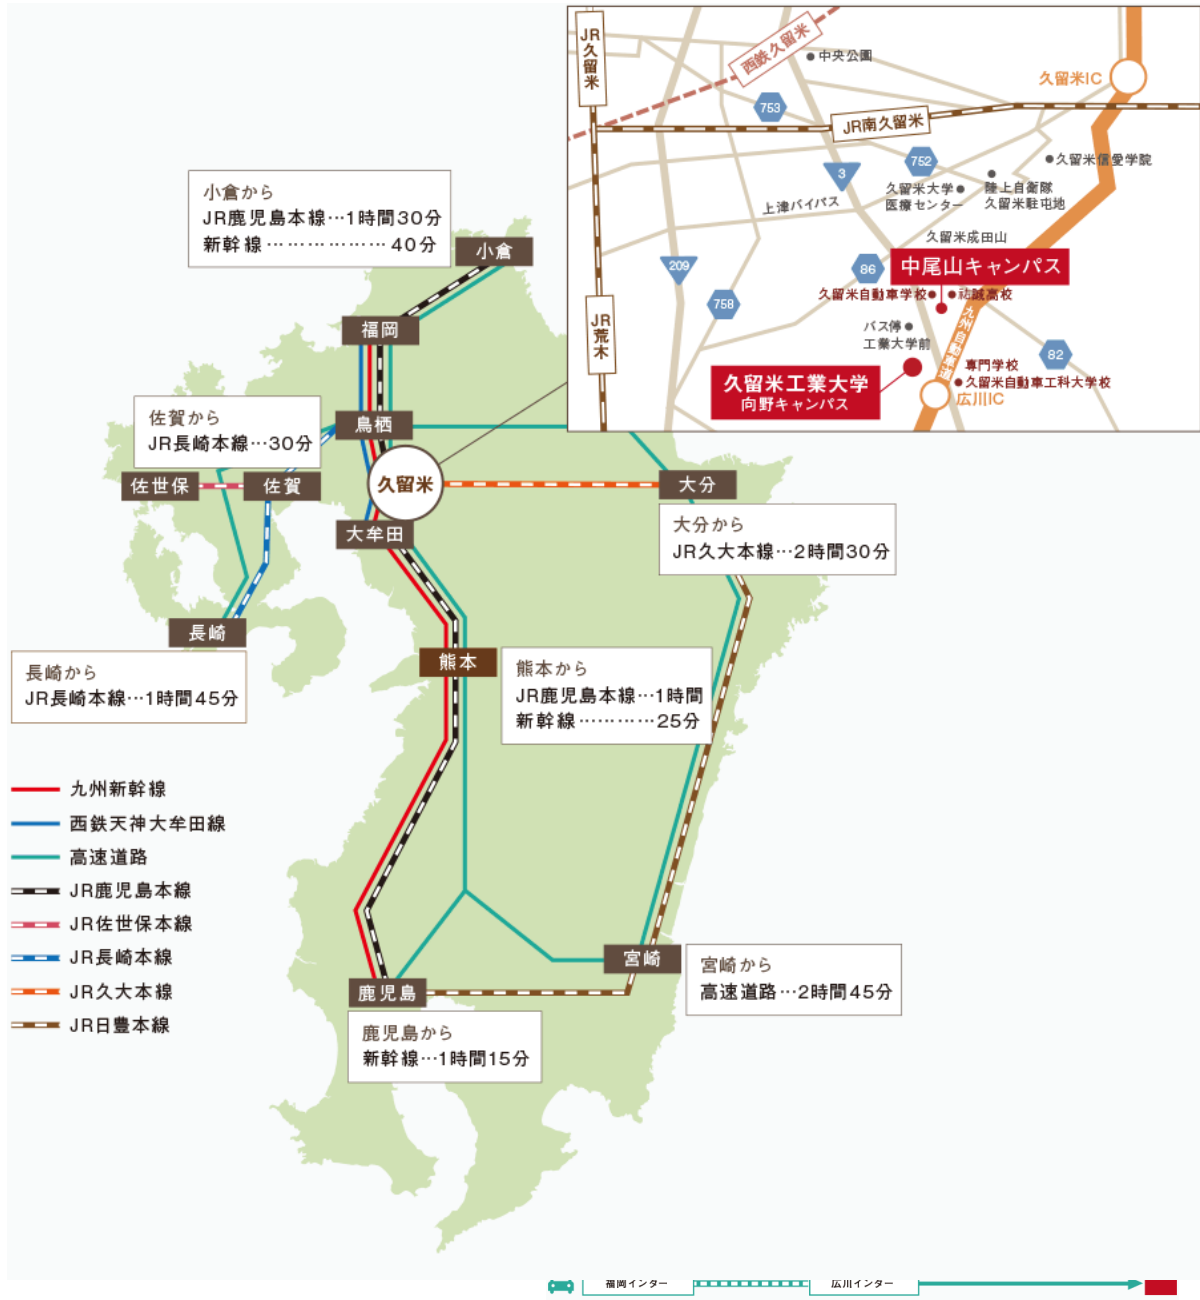 JR久留米
西鉄久留米
中央公園
久留米IC
753
JR南久留米
3
752
久留米信愛学院
久留米大学
医療センター
陸上自衛隊
久留米駐屯地
上津バイパス
久留米成田山
209
86
中尾山キャンパス
758
久留米自動車学校
祐誠高校
JR荒木
九州自動車道
バス停
工業大学前
82
専門学校
久留米自動車工科大学校
久留米工業大学
向野キャンパス
広川IC
小倉から
JR鹿児島本線…1時間30分
新幹線………………40分
小倉
福岡
鳥栖
佐賀から
JR長崎本線…30分
佐世保
佐賀
久留米
大分
大牟田
大分から
JR久大本線…2時間30分
長崎
長崎から
JR長崎本線…1時間45分
熊本
熊本から
JR鹿児島本線…1時間
新幹線…………25分
九州新幹線
西鉄天神大牟田線
高速道路
JR鹿児島本線
JR佐世保本線
JR長崎本線
JR久大本線
JR日豊本線
宮崎
宮崎から
高速道路…2時間45分
鹿児島
鹿児島から
新幹線…1時間15分
福岡インター
広川インター